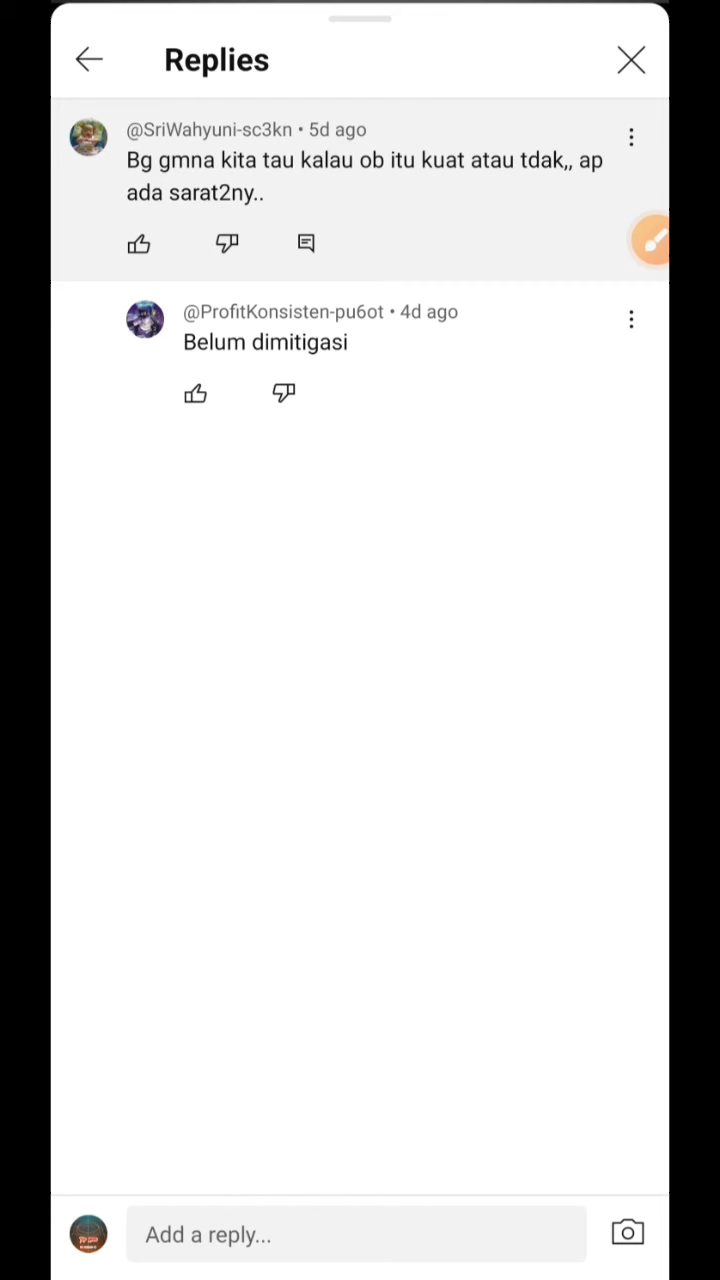 Replies
@SriWahyuni-sc3kn • 5d ago
Bg gmna kita tau kalau ob itu kuat atau tdak,, ap
ada sarat2ny..
@ProfitKonsisten-pu6ot • 4d ago
Belum dimitigasi
Add a reply...